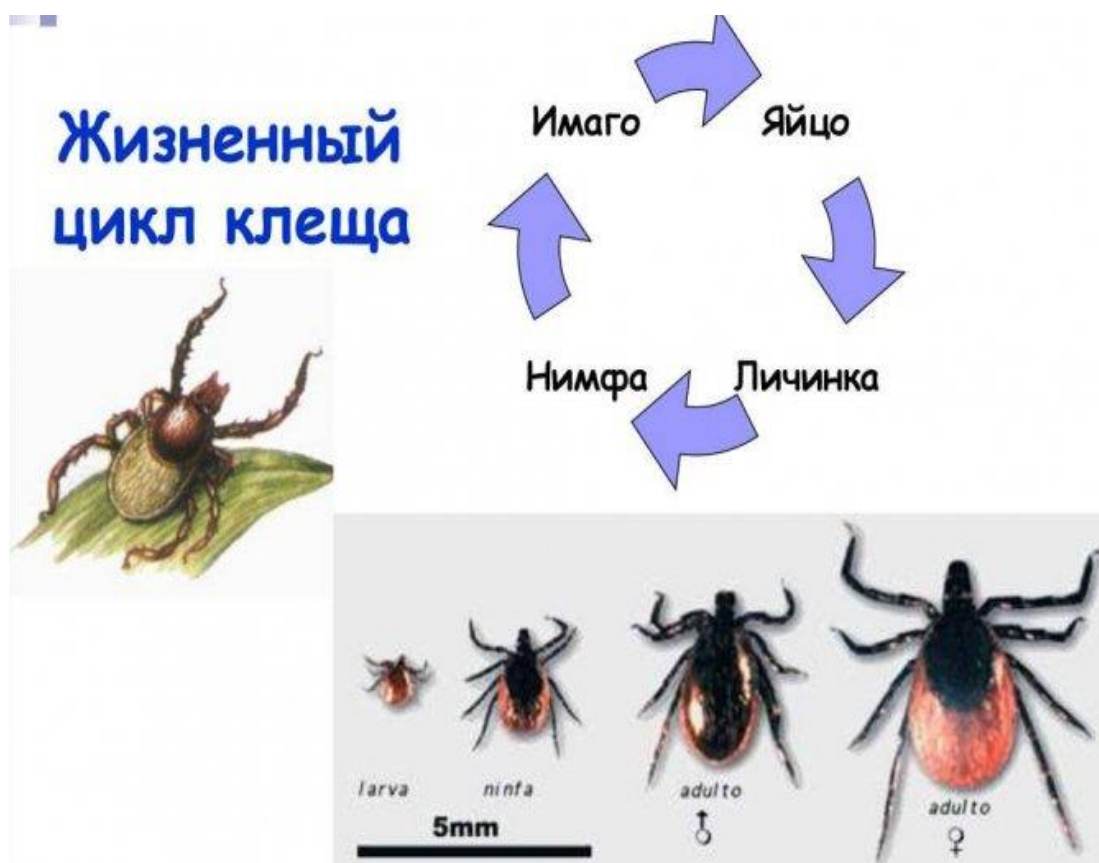 Жизненный
цикл клеща
Имаго
Яйцо
Нимфа
Личинка
larva
ninfa
adulto
♂
adulto
♀
5mm